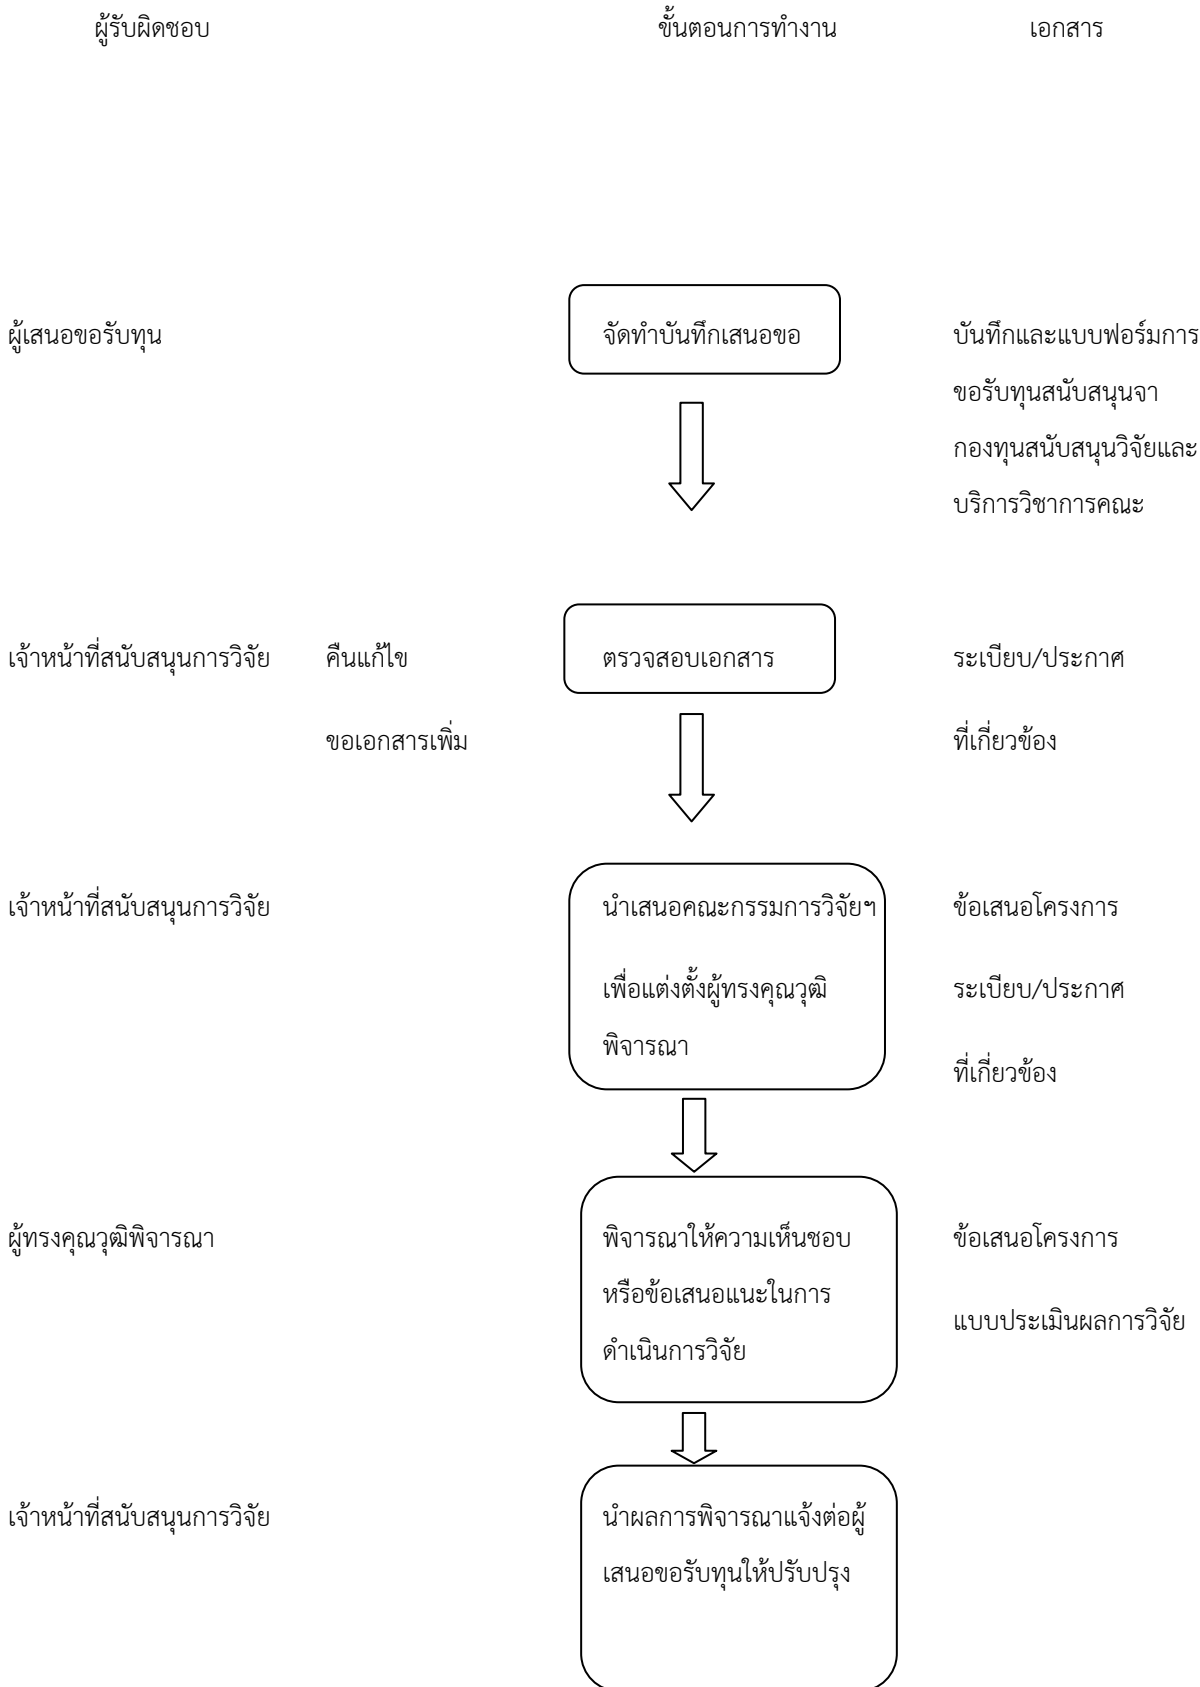 ผู้รับผิดชอบ ขั้นตอนการทำงาน เอกสาร
ผู้เสนอขอรับทุน จัดทำบันทึกเสนอขอ บันทึกและแบบฟอร์มการ
ขอรับทุนสนับสนุนจา
กองทุนสนับสนุนวิจัยและ
บริการวิชาการคณะ
เจ้าหน้าที่สนับสนุนการวิจัย คืนแก้ไข ตรวจสอบเอกสาร ระเบียบ/ประกาศ
ขอเอกสารเพิ่ม ที่เกี่ยวข้อง
เจ้าหน้าที่สนับสนุนการวิจัย นำเสนอคณะกรรมการวิจัยฯ ข้อเสนอโครงการ
เพื่อแต่งตั้งผู้ทรงคุณวุฒิ ระเบียบ/ประกาศ
พิจารณา
ที่เกี่ยวข้อง
ผู้ทรงคุณวุฒิพิจารณา พิจารณาให้ความเห็นชอบ ข้อเสนอโครงการ
หรือข้อเสนอแนะในการ
แบบประเมินผลการวิจัย
ดำเนินการวิจัย
เจ้าหน้าที่สนับสนุนการวิจัย นำผลการพิจารณาแจ้งต่อผู้
เสนอขอรับทุนให้ปรับปรุง